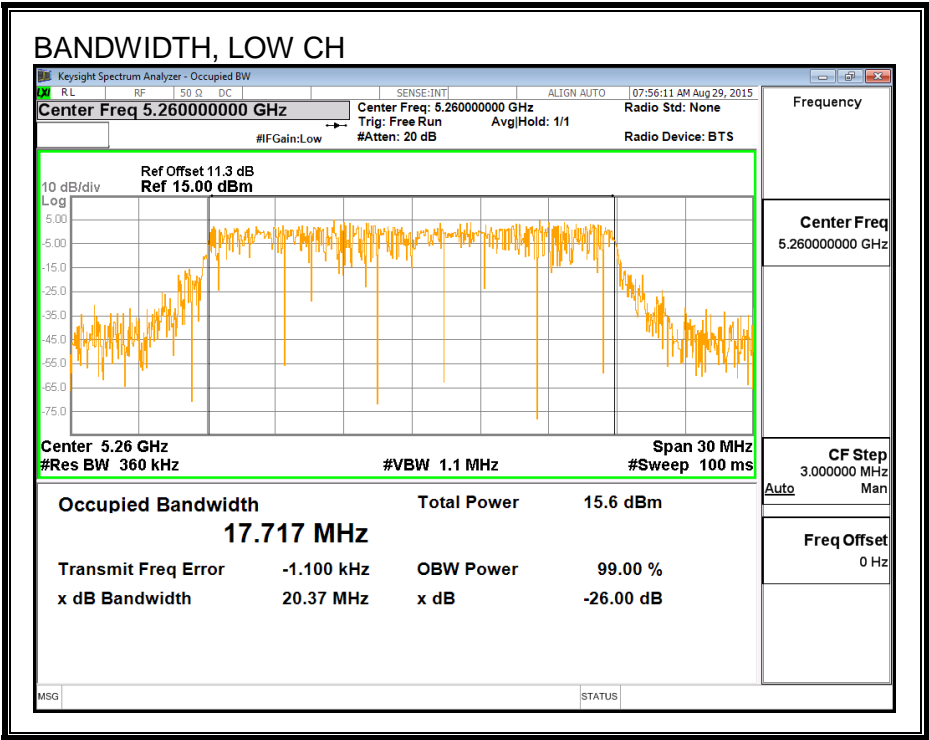 BANDWIDTH, LOW CH
Keysight Spectrum Analyzer - Occupied BW
LXI RL RF 50 Ω DC SENSE:INT ALIGN AUTO 07:56:11 AM Aug 29, 2015
Center Freq 5.260000000 GHz
Center Freq: 5.260000000 GHz Radio Std: None
Trig: Free Run Avg|Hold: 1/1
#IFGain:Low #Atten: 20 dB Radio Device: BTS
Ref Offset 11.3 dB
10 dB/div Ref 15.00 dBm
Log
5.00
-5.00
-15.0
-25.0
-35.0
-45.0
-55.0
-65.0
-75.0
Center 5.26 GHz Span 30 MHz
#Res BW 360 kHz #VBW 1.1 MHz #Sweep 100 ms
Occupied Bandwidth Total Power 15.6 dBm
17.717 MHz
Transmit Freq Error -1.100 kHz OBW Power 99.00 %
x dB Bandwidth 20.37 MHz x dB -26.00 dB
Frequency
Center Freq
5.260000000 GHz
CF Step
3.000000 MHz
Auto Man
Freq Offset
0 Hz
MSG STATUS